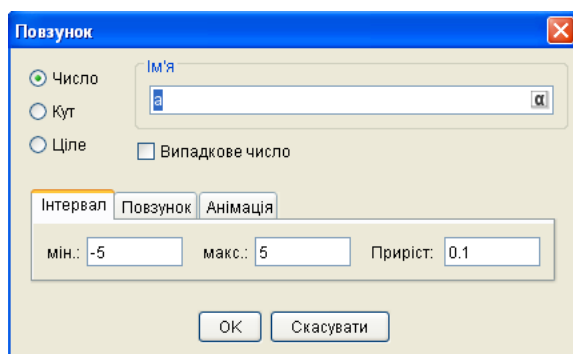 Повзунок
Число
Ім'я
a
α
Кут
Ціле
Випадкове число
Інтервал Повзунок Анімація
мін.: -5 макс.: 5 Приріст: 0.1
OK Скасувати